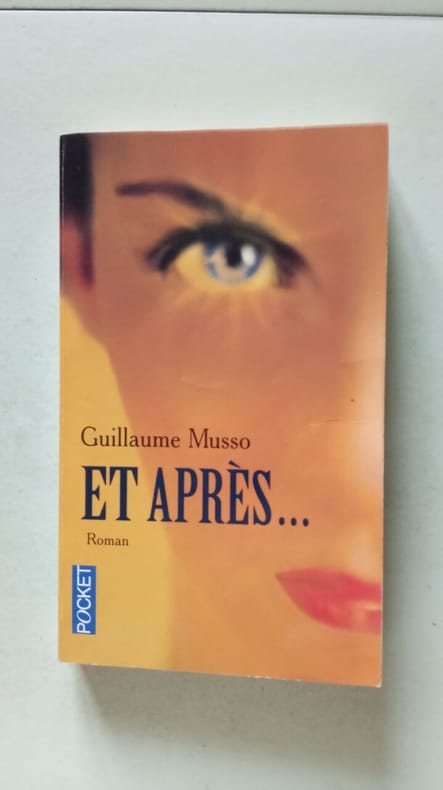 Guillaume Musso
ET APRÈS...
Roman
POCKET